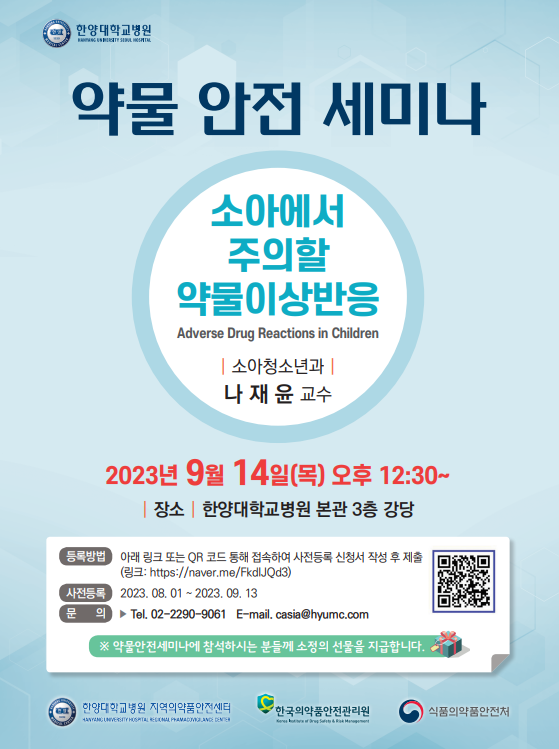 한양대학교병원
HANYANG UNIVERSITY SEOUL HOSPITAL
약물 안전 세미나
소아에서
주의할
약물이상반응
Adverse Drug Reactions in Children
| 소아청소년과 |
나 재 윤 교수
2023년 9월 14일(목) 오후 12:30~
| 장소 | 한양대학교병원 본관 3층 강당
등록방법 아래 링크 또는 QR 코드 통해 접속하여 사전등록 신청서 작성 후 제출
(링크: https://naver.me/FkdIJQd3)
사전등록 2023. 08. 01 ~ 2023. 09. 13
문 의 ▶ Tel. 02-2290-9061 E-mail. casia@hyumc.com
※ 약물안전세미나에 참석하시는 분들께 소정의 선물을 지급합니다.
한양대학교병원 지역의약품안전센터
HANYANG UNIVERSITY HOSPITAL REGIONAL PHARMACOVIGILANCE CENTER
한국의약품안전관리원
Korea Institute of Drug Safety & Risk Management
식품의약품안전처